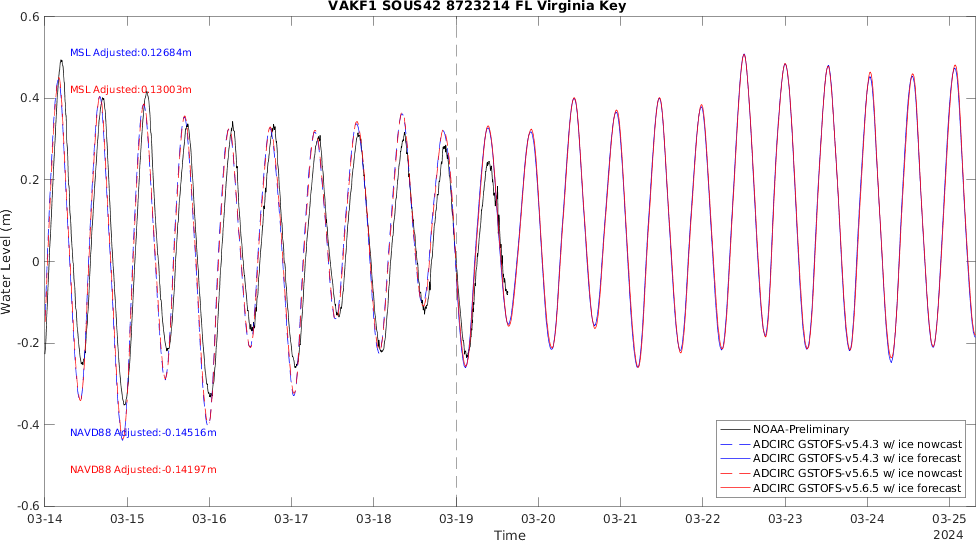 VAKF1 SOUS42 8723214 FL Virginia Key
0.6
0.4
0.2
0
-0.2
-0.4
-0.6
Water Level (m)
MSL Adjusted:0.12684m
MSL Adjusted:0.13003m
NAVD88 Adjusted:-0.14516m
NAVD88 Adjusted:-0.14197m
NOAA-Preliminary
ADCIRC GSTOFS-v5.4.3 w/ ice nowcast
ADCIRC GSTOFS-v5.4.3 w/ ice forecast
ADCIRC GSTOFS-v5.6.5 w/ ice nowcast
ADCIRC GSTOFS-v5.6.5 w/ ice forecast
03-14 03-15 03-16 03-17 03-18 03-19 03-20 03-21 03-22 03-23 03-24 03-25
Time
2024